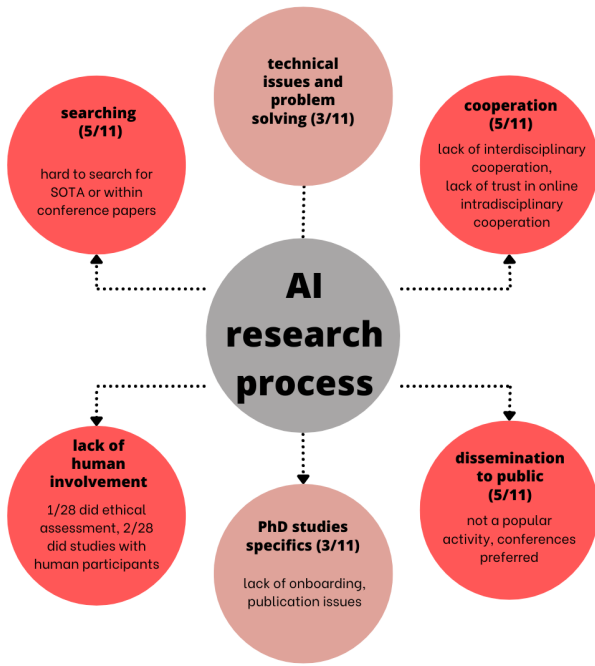 technical
issues and
problem
solving (3/11)
searching
(5/11)
hard to search for
SOTA or within
conference papers
cooperation
(5/11)
lack of interdisciplinary
cooperation,
lack of trust in online
intradisciplinary
cooperation
AI
research
process
lack of
human
involvement
1/28 did ethical
assessment, 2/28
did studies with
human participants
PhD studies
specifics (3/11)
lack of onboarding,
publication issues
dissemination
to public
(5/11)
not a popular
activity, conferences
preferred